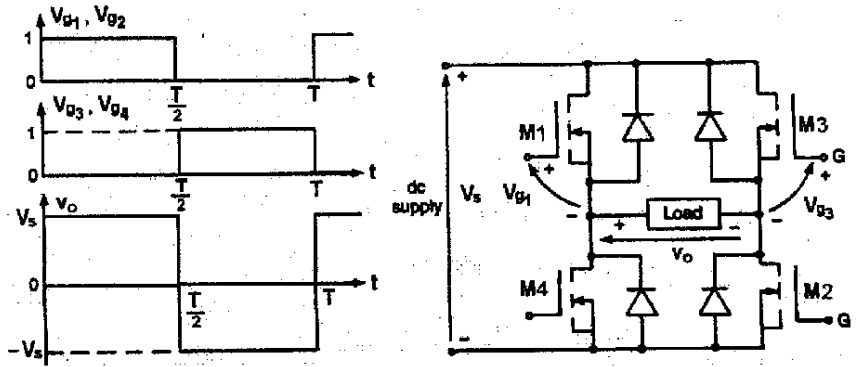 Vg1 , Vg2
1
0
T/2
T
t
Vg3, Vg4
1
0
T/2
T
t
Vs
vo
0
T/2
T
t
-Vs
+
dc
supply
Vs
-
M1
+
Vg1
-
M3
G
+
Vg3
-
Load
+
-
vo
M4
M2
G